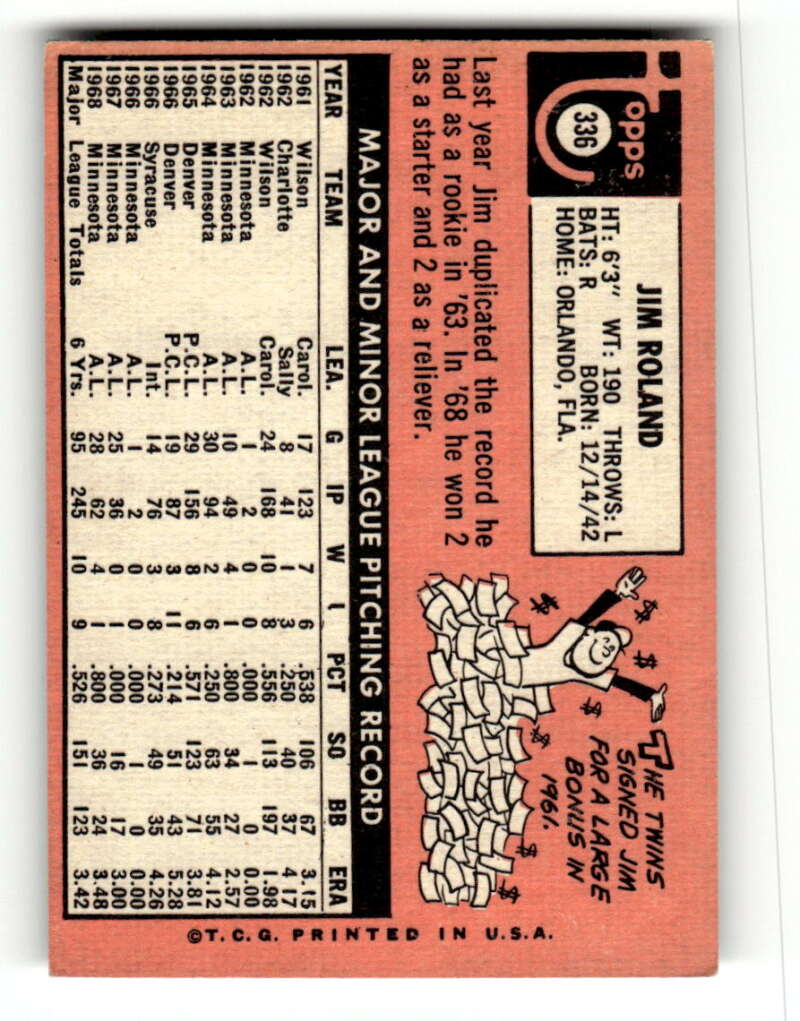 Topps
336
JIM ROLAND
HT: 6'3" WT: 190 THROWS: L
BATS: R BORN: 12/14/42
HOME: ORLANDO, FLA.
THE TWINS
SIGNED JIM
FOR A LARGE
BONUS IN
1961.
$ $ $ $ $ $ $
Last year Jim duplicated the record he
had as a rookie in '63. In '68 he won 2
as a starter and 2 as a reliever.
MAJOR AND MINOR LEAGUE PITCHING RECORD
YEAR TEAM LEA. G IP W L PCT SO BB ERA
1961 Wilson Carol. 17 123 7 6 .538 106 67 3.15
1962 Charlotte Sally 8 41 1 3 .250 40 37 4.17
1962 Wilson Carol. 24 168 10 8 .556 113 197 1.98
1962 Minnesota A.L. 1 2 0 0 .000 1 0 0.00
1963 Minnesota A.L. 10 49 4 1 .800 34 27 2.57
1964 Minnesota A.L. 30 94 2 6 .250 63 55 4.12
1965 Denver P.C.L. 29 156 8 6 .571 123 71 3.81
1966 Denver P.C.L. 19 87 3 11 .214 51 43 5.28
1966 Syracuse Int. 14 76 3 8 .273 49 35 4.26
1966 Minnesota A.L. 1 2 0 0 .000 1 0 0.00
1967 Minnesota A.L. 25 36 0 1 .000 16 17 3.00
1968 Minnesota A.L. 28 62 4 1 .800 36 24 3.48
Major League Totals 6 Yrs. 95 245 10 9 .526 151 123 3.42
©T.C.G. PRINTED IN U.S.A.